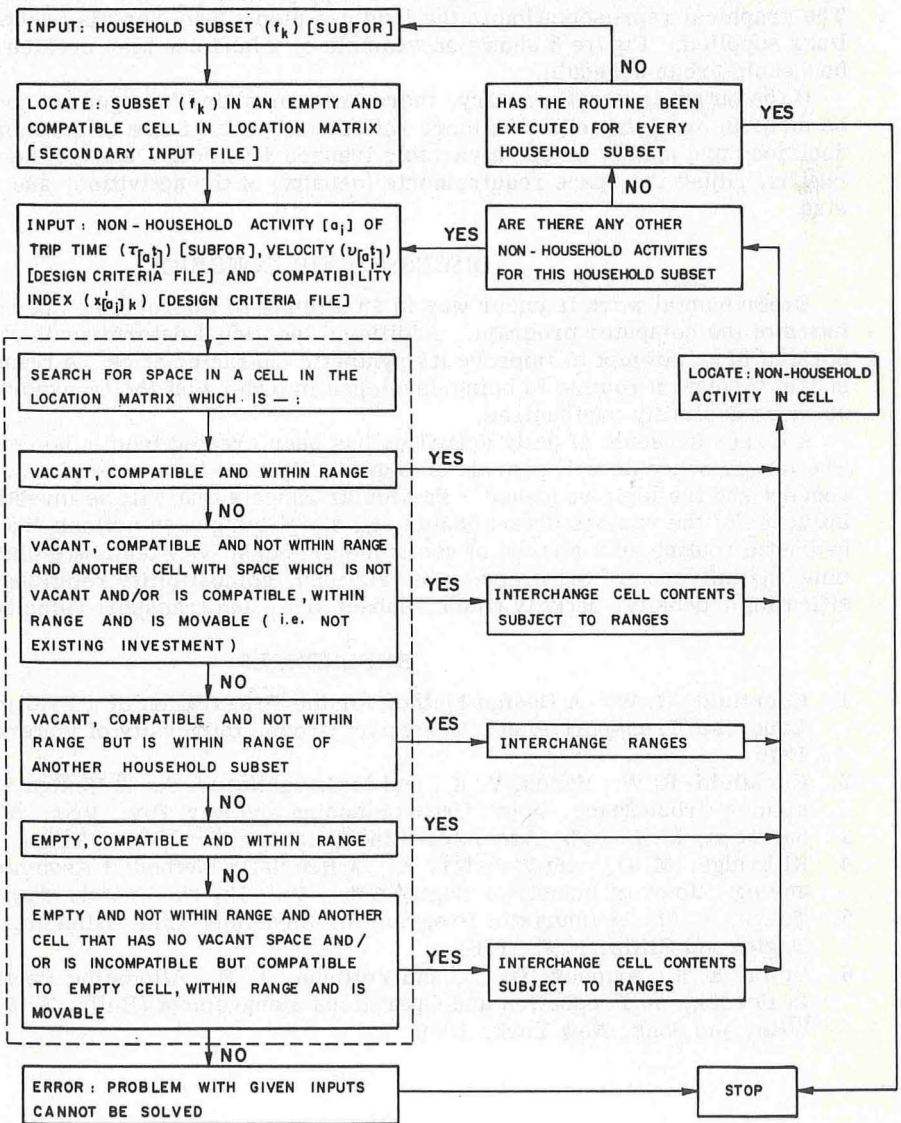 INPUT: HOUSEHOLD SUBSET (fk) [SUBFOR]
NO
YES
LOCATE: SUBSET (fk) IN AN EMPTY AND
COMPATIBLE CELL IN LOCATION MATRIX
[SECONDARY INPUT FILE]
HAS THE ROUTINE BEEN
EXECUTED FOR EVERY
HOUSEHOLD SUBSET
NO
INPUT: NON-HOUSEHOLD ACTIVITY [ai] OF
TRIP TIME (τ[ai]) [SUBFOR], VELOCITY (v[ai])
[DESIGN CRITERIA FILE] AND COMPATIBILITY
INDEX (x'[ai]k) [DESIGN CRITERIA FILE]
YES
ARE THERE ANY OTHER
NON-HOUSEHOLD ACTIVITIES
FOR THIS HOUSEHOLD SUBSET
SEARCH FOR SPACE IN
LOCATION MATRIX WHICH IS -
LOCATE: NON-HOUSEHOLD
ACTIVITY IN CELL
VACANT, COMPATIBLE AND WITHIN RANGE
YES
NO
VACANT, COMPATIBLE AND NOT WITHIN RANGE
AND ANOTHER CELL WITH SPACE WHICH IS NOT
VACANT AND/OR IS COMPATIBLE, WITHIN
RANGE AND IS MOVABLE ( i.e. NOT
EXISTING INVESTMENT )
YES
INTERCHANGE CELL CONTENTS
SUBJECT TO RANGES
NO
VACANT, COMPATIBLE AND NOT WITHIN
RANGE BUT IS WITHIN RANGE OF
ANOTHER HOUSEHOLD SUBSET
YES
INTERCHANGE RANGES
NO
EMPTY, COMPATIBLE AND WITHIN RANGE
YES
NO
EMPTY AND NOT WITHIN RANGE AND ANOTHER
CELL THAT HAS NO VACANT SPACE AND/
OR IS INCOMPATIBLE BUT COMPATIBLE
TO EMPTY CELL, WITHIN RANGE AND IS
MOVABLE
YES
INTERCHANGE CELL CONTENTS
SUBJECT TO RANGES
NO
ERROR: PROBLEM WITH GIVEN INPUTS
CANNOT BE SOLVED
STOP